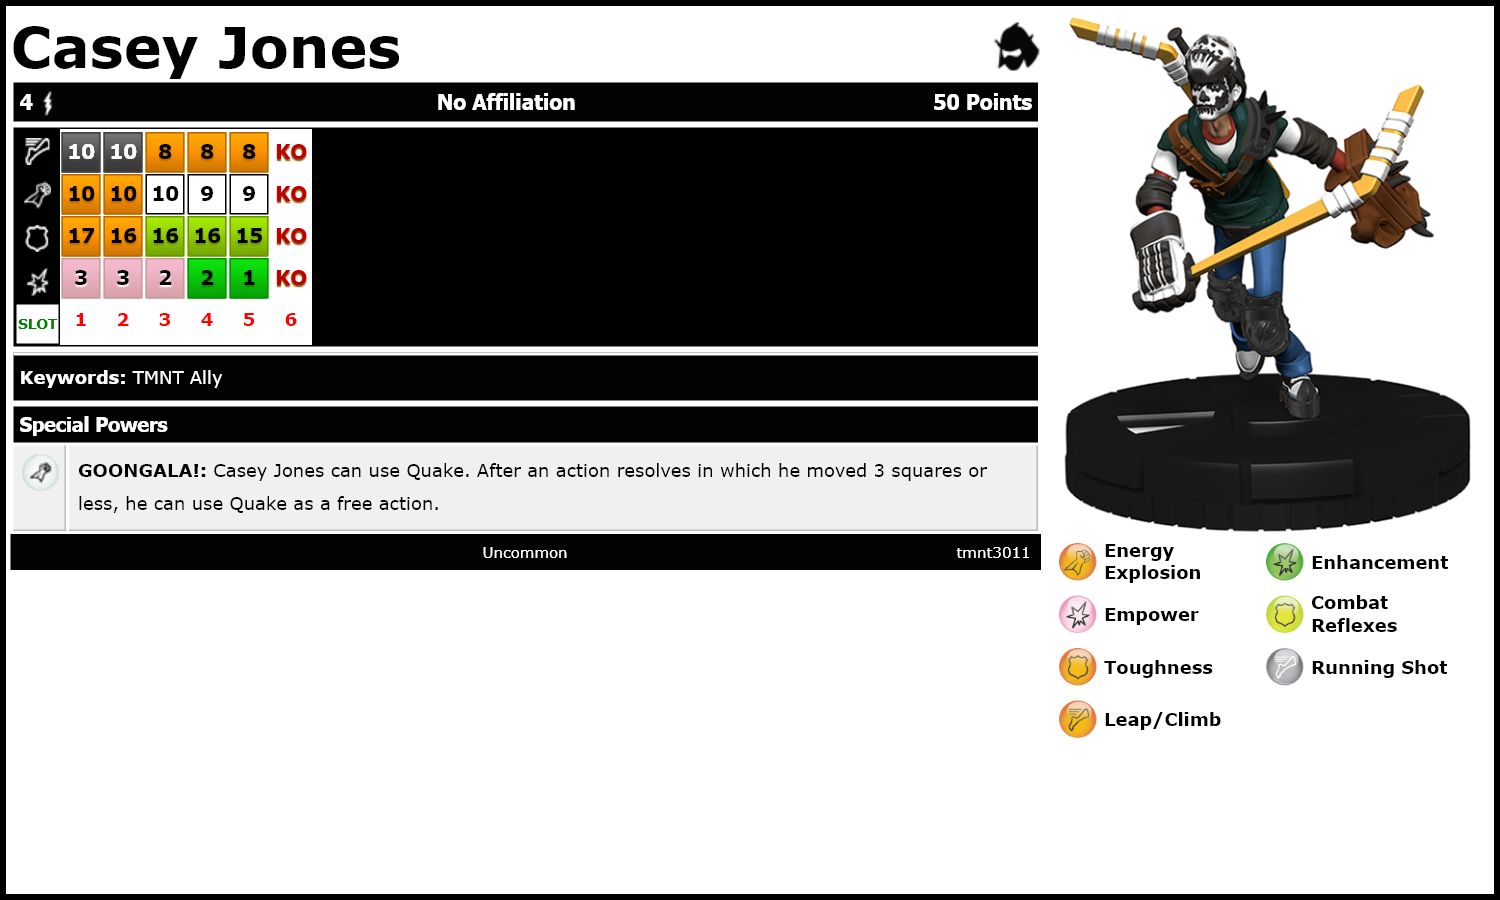 Casey Jones
4 No Affiliation 50 Points
10 10 8 8 8 KO
10 10 10 9 9 KO
17 16 16 16 15 KO
3 3 2 2 1 KO
SLOT 1 2 3 4 5 6
Keywords: TMNT Ally
Special Powers
GOONGALA!: Casey Jones can use Quake. After an action resolves in which he moved 3 squares or
less, he can use Quake as a free action.
Uncommon tmnt3011
Energy
Explosion
Enhancement
Empower
Combat
Reflexes
Toughness
Running Shot
Leap/Climb